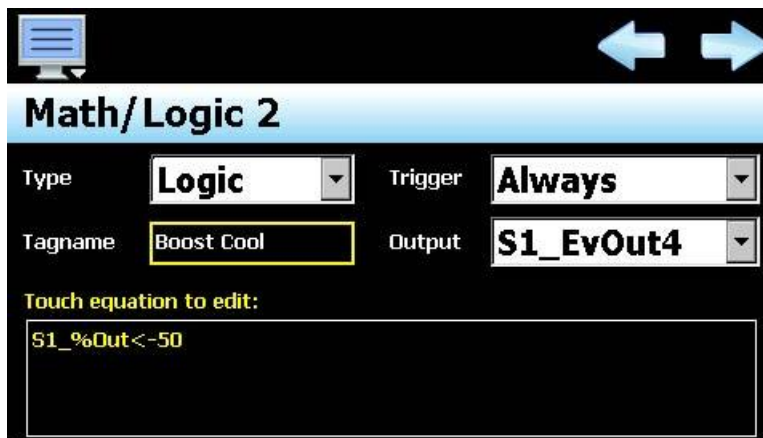 Math/Logic 2
Type Logic Trigger Always
Tagname Boost Cool Output S1_EvOut4
Touch equation to edit:
S1_%Out<-50